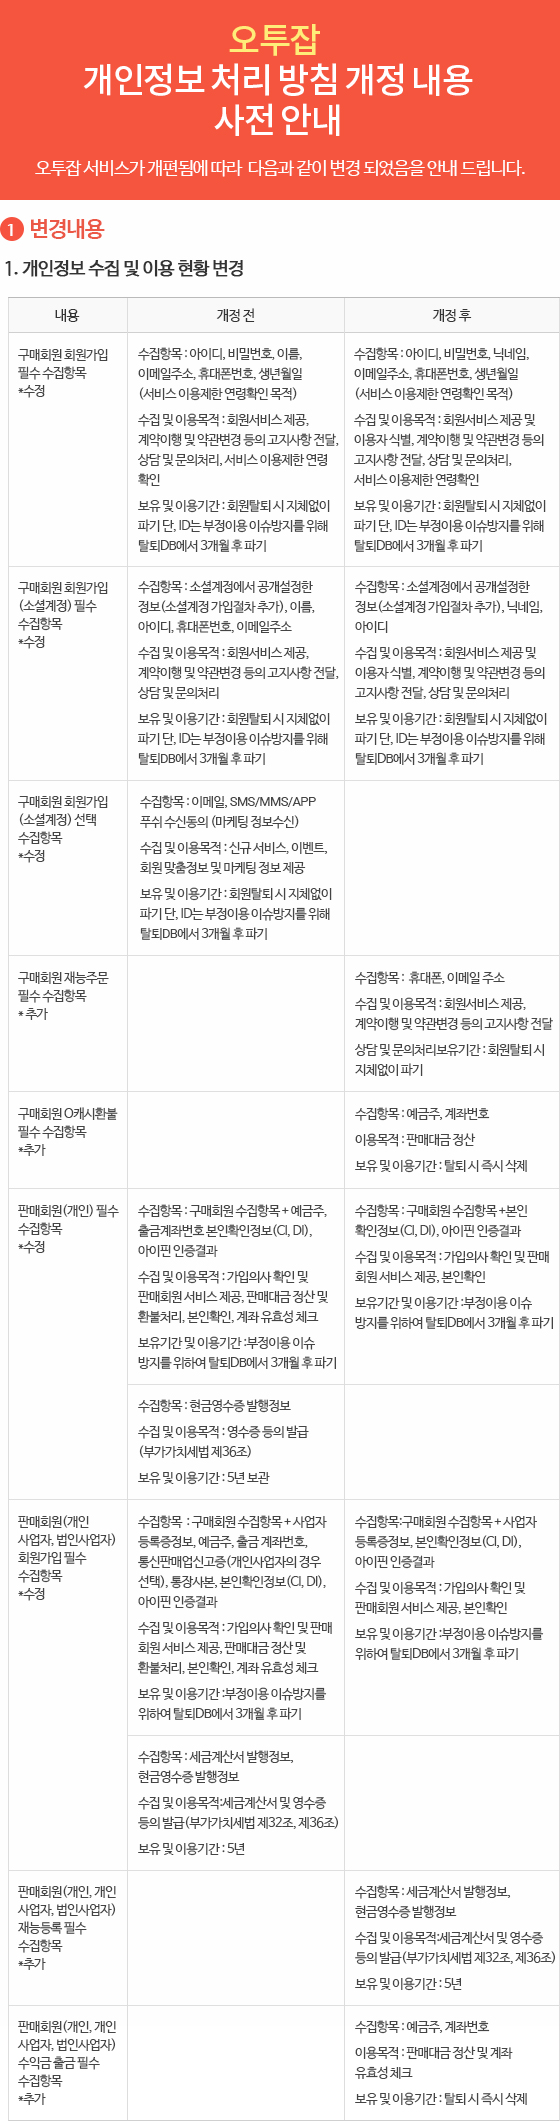 오투잡
개인정보 처리 방침 개정 내용
사전 안내
오투잡 서비스가 개편됨에 따라 다음과 같이 변경 되었음을 안내 드립니다.
1 변경내용
1. 개인정보 수집 및 이용 현황 변경
내용
개정 전
개정 후
구매회원 회원가입
필수 수집항목
*수정
수집항목 : 아이디, 비밀번호, 이름,
이메일주소, 휴대폰번호, 생년월일
(서비스 이용제한 연령확인 목적)
수집 및 이용목적 : 회원서비스 제공,
계약이행 및 약관변경 등의 고지사항 전달,
상담 및 문의처리, 서비스 이용제한 연령
확인
보유 및 이용기간 : 회원탈퇴 시 지체없이
파기 단, ID는 부정이용 이슈방지를 위해
탈퇴DB에서 3개월 후 파기
수집항목 : 아이디, 비밀번호, 닉네임,
이메일주소, 휴대폰번호, 생년월일
(서비스 이용제한 연령확인 목적)
수집 및 이용목적 : 회원서비스 제공 및
이용자 식별, 계약이행 및 약관변경 등의
고지사항 전달, 상담 및 문의처리,
서비스 이용제한 연령확인
보유 및 이용기간 : 회원탈퇴 시 지체없이
파기 단, ID는 부정이용 이슈방지를 위해
탈퇴DB에서 3개월 후 파기
구매회원 회원가입
(소셜계정) 필수
수집항목
*수정
수집항목 : 소셜계정에서 공개설정한
정보(소셜계정 가입절차 추가), 이름,
아이디, 휴대폰번호, 이메일주소
수집 및 이용목적 : 회원서비스 제공,
계약이행 및 약관변경 등의 고지사항 전달,
상담 및 문의처리
보유 및 이용기간 : 회원탈퇴 시 지체없이
파기 단, ID는 부정이용 이슈방지를 위해
탈퇴DB에서 3개월 후 파기
수집항목 : 소셜계정에서 공개설정한
정보(소셜계정 가입절차 추가), 닉네임,
아이디
수집 및 이용목적 : 회원서비스 제공 및
이용자 식별, 계약이행 및 약관변경 등의
고지사항 전달, 상담 및 문의처리
보유 및 이용기간 : 회원탈퇴 시 지체없이
파기 단, ID는 부정이용 이슈방지를 위해
탈퇴DB에서 3개월 후 파기
구매회원 회원가입
(소셜계정) 선택
수집항목
*수정
수집항목 : 이메일, SMS/MMS/APP
푸쉬 수신동의 (마케팅 정보수신)
수집 및 이용목적 : 신규 서비스, 이벤트,
회원 맞춤정보 및 마케팅 정보 제공
보유 및 이용기간 : 회원탈퇴 시 지체없이
파기 단, ID는 부정이용 이슈방지를 위해
탈퇴DB에서 3개월 후 파기
구매회원 재능주문
필수 수집항목
* 추가
수집항목 : 휴대폰, 이메일 주소
수집 및 이용목적 : 회원서비스 제공,
계약이행 및 약관변경 등의 고지사항 전달
상담 및 문의처리보유기간 : 회원탈퇴 시
지체없이 파기
구매회원 O캐시환불
필수 수집항목
*추가
수집항목 : 예금주, 계좌번호
이용목적 : 판매대금 정산
보유 및 이용기간 : 탈퇴 시 즉시 삭제
판매회원(개인) 필수
수집항목
*수정
수집항목 : 구매회원 수집항목 + 예금주,
출금계좌번호 본인확인정보(CI, DI),
아이핀 인증결과
수집 및 이용목적 : 가입의사 확인 및
판매회원 서비스 제공, 판매대금 정산 및
환불처리, 본인확인, 계좌 유효성 체크
보유기간 및 이용기간 :부정이용 이슈
방지를 위하여 탈퇴DB에서 3개월 후 파기
수집항목 : 구매회원 수집항목 +본인
확인정보(CI, DI), 아이핀 인증결과
수집 및 이용목적 : 가입의사 확인 및 판매
회원 서비스 제공, 본인확인
보유기간 및 이용기간 :부정이용 이슈
방지를 위하여 탈퇴DB에서 3개월 후 파기
수집항목 : 현금영수증 발행정보
수집 및 이용목적 : 영수증 등의 발급
(부가가치세법 제36조)
보유 및 이용기간 : 5년 보관
판매회원(개인
사업자, 법인사업자)
회원가입 필수
수집항목
*수정
수집항목 : 구매회원 수집항목 + 사업자
등록증정보, 예금주, 출금 계좌번호,
통신판매업신고증(개인사업자의 경우
선택), 통장사본, 본인확인정보(CI, DI),
아이핀 인증결과
수집 및 이용목적 : 가입의사 확인 및 판매
회원 서비스 제공, 판매대금 정산 및
환불처리, 본인확인, 계좌 유효성 체크
보유 및 이용기간 :부정이용 이슈방지를
위하여 탈퇴DB에서 3개월 후 파기
수집항목:구매회원 수집항목 + 사업자
등록증정보, 본인확인정보(CI, DI),
아이핀 인증결과
수집 및 이용목적 : 가입의사 확인 및
판매회원 서비스 제공, 본인확인
보유 및 이용기간 :부정이용 이슈방지를
위하여 탈퇴DB에서 3개월 후 파기
수집항목 : 세금계산서 발행정보,
현금영수증 발행정보
수집 및 이용목적:세금계산서 및 영수증
등의 발급(부가가치세법 제32조, 제36조)
보유 및 이용기간 : 5년
판매회원(개인, 개인
사업자, 법인사업자)
재능등록 필수
수집항목
*추가
수집항목 : 세금계산서 발행정보,
현금영수증 발행정보
수집 및 이용목적:세금계산서 및 영수증
등의 발급(부가가치세법 제32조, 제36조)
보유 및 이용기간 : 5년
판매회원(개인, 개인
사업자, 법인사업자)
수익금 출금 필수
수집항목
*추가
수집항목 : 예금주, 계좌번호
이용목적 : 판매대금 정산 및 계좌
유효성 체크
보유 및 이용기간 : 탈퇴 시 즉시 삭제